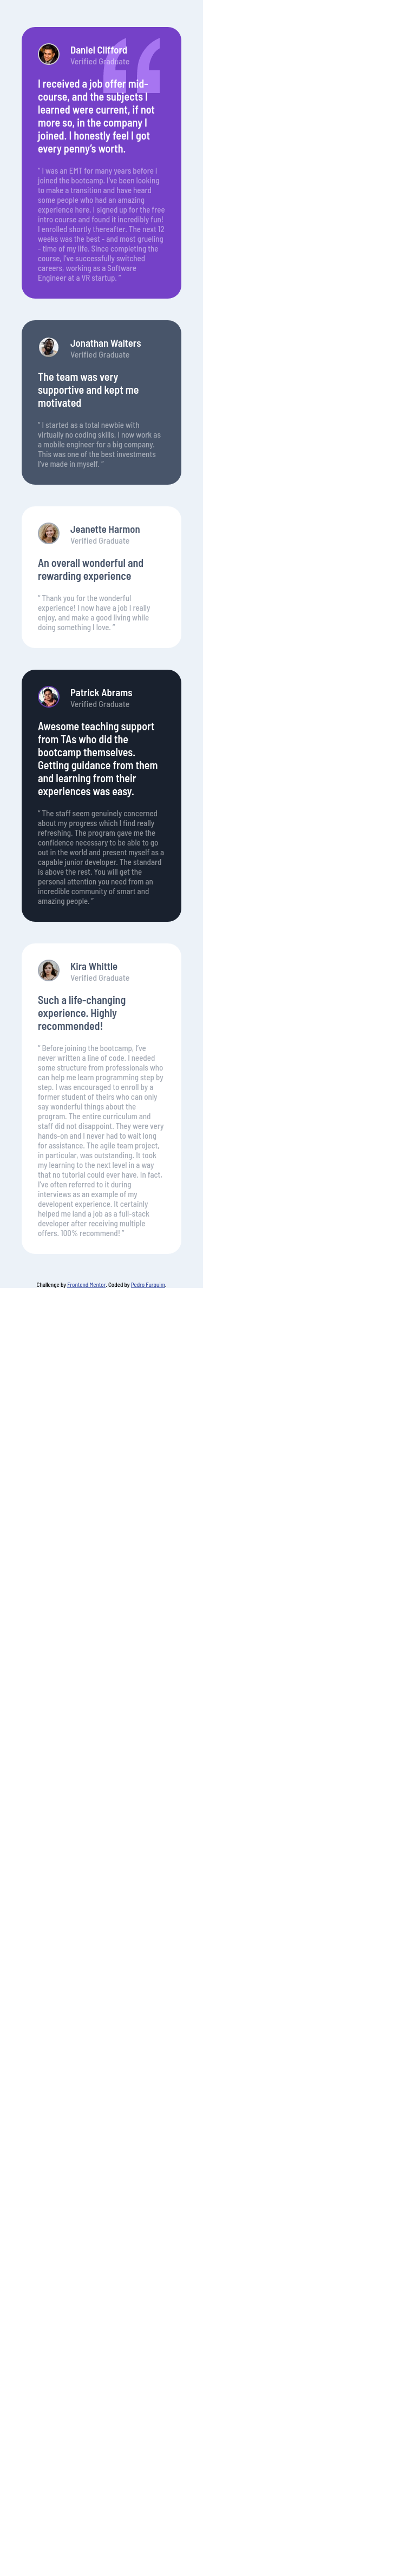 Daniel Clifford
Verified Graduate
I received a job offer mid-
course, and the subjects I
learned were current, if not
more so, in the company I
joined. I honestly feel I got
every penny’s worth.
“ I was an EMT for many years before I
joined the bootcamp. I’ve been looking
to make a transition and have heard
some people who had an amazing
experience here. I signed up for the free
intro course and found it incredibly fun!
I enrolled shortly thereafter. The next 12
weeks was the best - and most grueling
- time of my life. Since completing the
course, I’ve successfully switched
careers, working as a Software
Engineer at a VR startup. ”
Jonathan Walters
Verified Graduate
The team was very
supportive and kept me
motivated
“ I started as a total newbie with
virtually no coding skills. I now work as
a mobile engineer for a big company.
This was one of the best investments
I’ve made in myself. ”
Jeanette Harmon
Verified Graduate
An overall wonderful and
rewarding experience
“ Thank you for the wonderful
experience! I now have a job I really
enjoy, and make a good living while
doing something I love. ”
Patrick Abrams
Verified Graduate
Awesome teaching support
from TAs who did the
bootcamp themselves.
Getting guidance from them
and learning from their
experiences was easy.
“ The staff seem genuinely concerned
about my progress which I find really
refreshing. The program gave me the
confidence necessary to be able to go
out in the world and present myself as a
capable junior developer. The standard
is above the rest. You will get the
personal attention you need from an
incredible community of smart and
amazing people. ”
Kira Whittle
Verified Graduate
Such a life-changing
experience. Highly
recommended!
“ Before joining the bootcamp, I’ve
never written a line of code. I needed
some structure from professionals who
can help me learn programming step by
step. I was encouraged to enroll by a
former student of theirs who can only
say wonderful things about the
program. The entire curriculum and
staff did not disappoint. They were very
hands-on and I never had to wait long
for assistance. The agile team project,
in particular, was outstanding. It took
my learning to the next level in a way
that no tutorial could ever have. In fact,
I’ve often referred to it during
interviews as an example of my
developent experience. It certainly
helped me land a job as a full-stack
developer after receiving multiple
offers. 100% recommend! ”
Challenge by Frontend Mentor. Coded by Pedro Furquim.